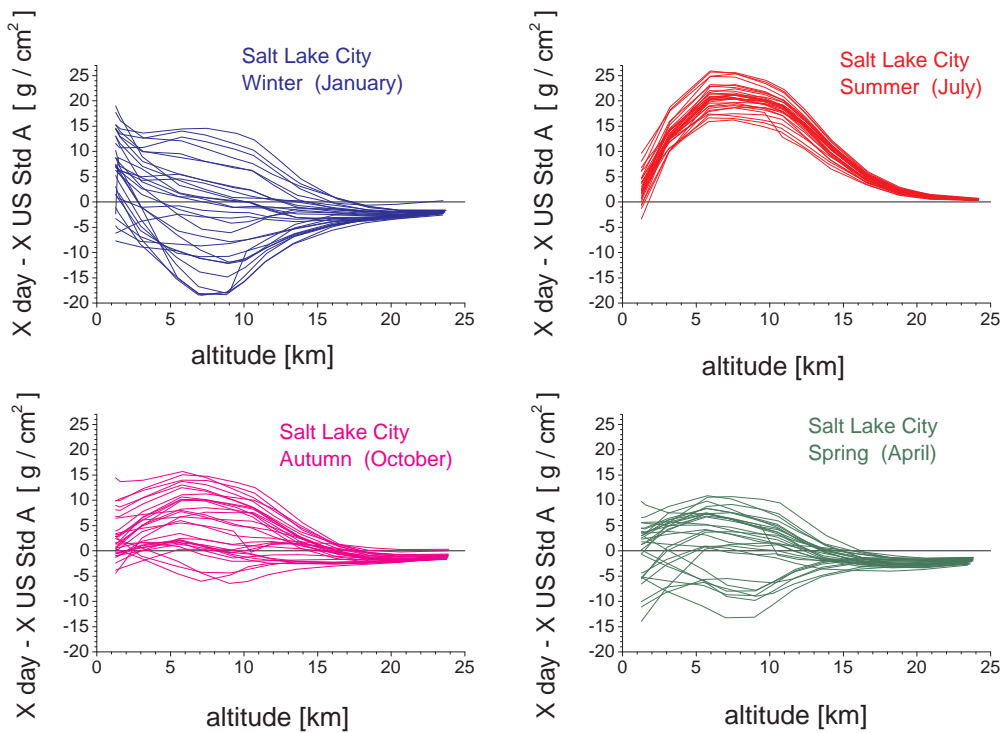 X day - X US Std A [ g / cm²]
Salt Lake City
Winter (January)
25
20
15
10
5
0
-5
-10
-15
-20
0 5 10 15 20 25
altitude [km]
X day - X US Std A [ g / cm²]
Salt Lake City
Summer (July)
25
20
15
10
5
0
-5
-10
-15
-20
0 5 10 15 20 25
altitude [km]
X day - X US Std A [ g / cm²]
Salt Lake City
Autumn (October)
25
20
15
10
5
0
-5
-10
-15
-20
0 5 10 15 20 25
altitude [km]
X day - X US Std A [ g / cm²]
Salt Lake City
Spring (April)
25
20
15
10
5
0
-5
-10
-15
-20
0 5 10 15 20 25
altitude [km]